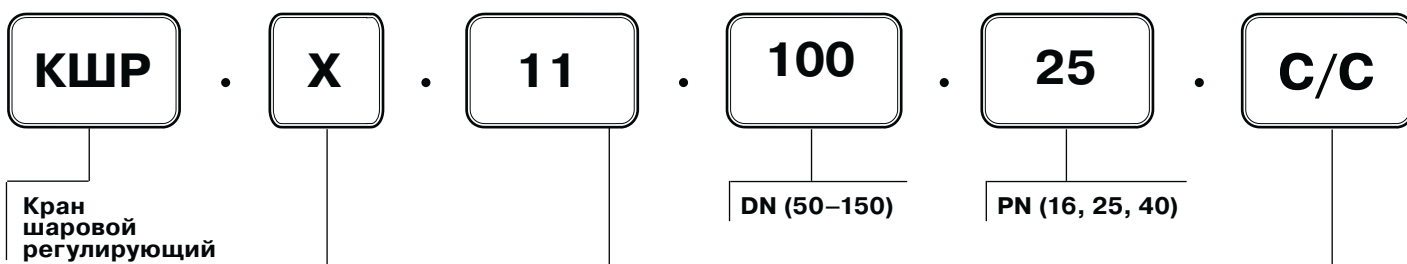 КШР . Х . 11 . 100 . 25 . С/С
Кран
шаровой
регулирующий
DN (50–150)
PN (16, 25, 40)